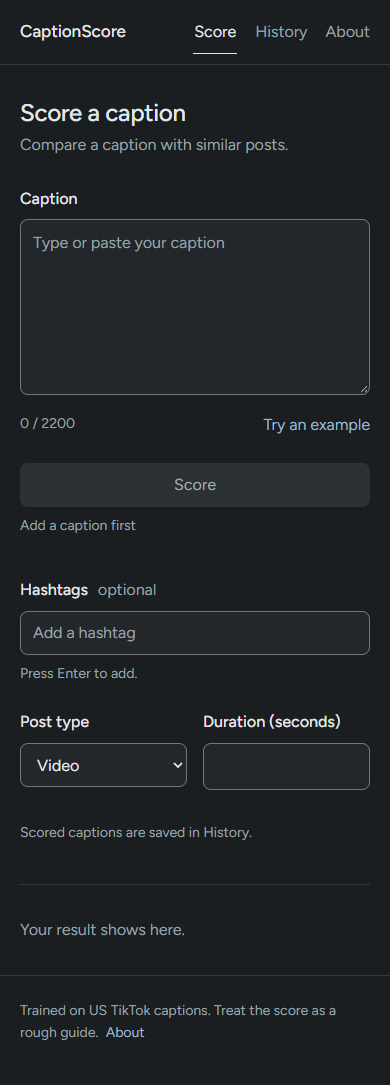 CaptionScore Score History About
Score a caption
Compare a caption with similar posts.
Caption
Type or paste your caption
0 / 2200 Try an example
Score
Add a caption first
Hashtags optional
Add a hashtag
Press Enter to add.
Post type Duration (seconds)
Video
Scored captions are saved in History.
Your result shows here.
Trained on US TikTok captions. Treat the score as a
rough guide. About